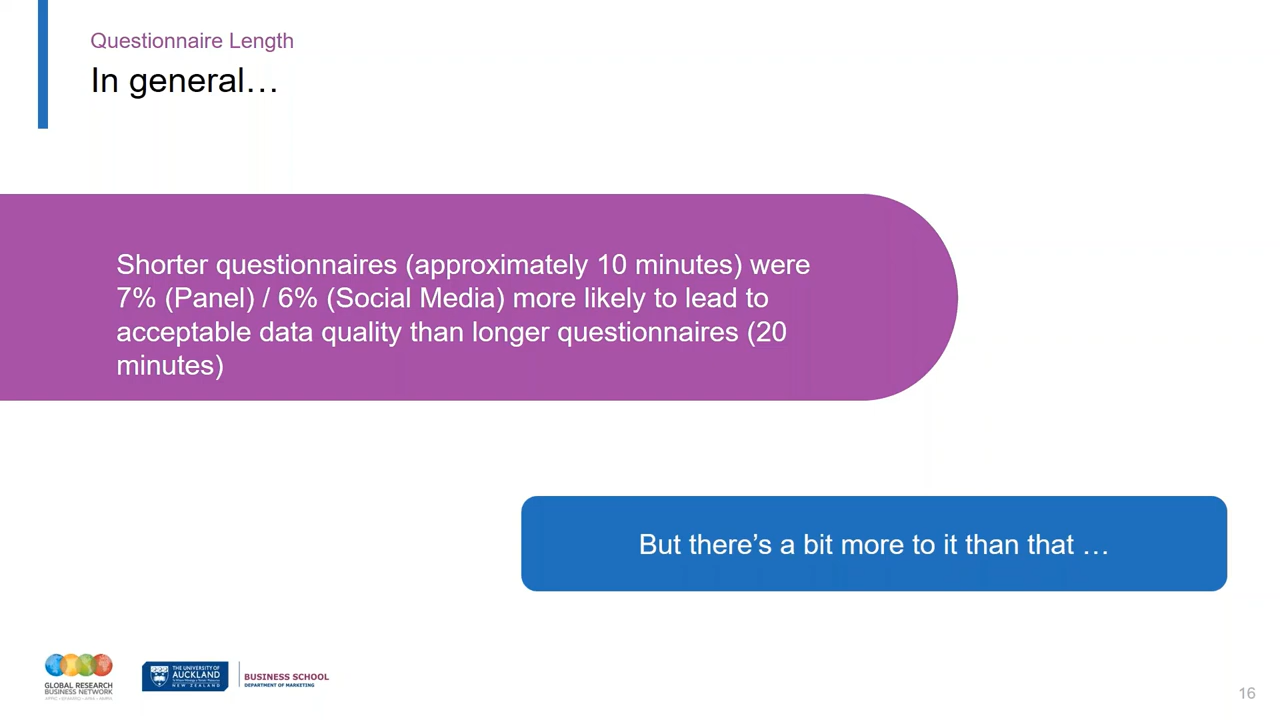 Questionnaire Length
In general…
Shorter questionnaires (approximately 10 minutes) were
7% (Panel) / 6% (Social Media) more likely to lead to
acceptable data quality than longer questionnaires (20
minutes)
But there’s a bit more to it than that …
GLOBAL RESEARCH
BUSINESS NETWORK
THE UNIVERSITY OF
AUCKLAND
NEW ZEALAND
BUSINESS SCHOOL
DEPARTMENT OF MARKETING
16